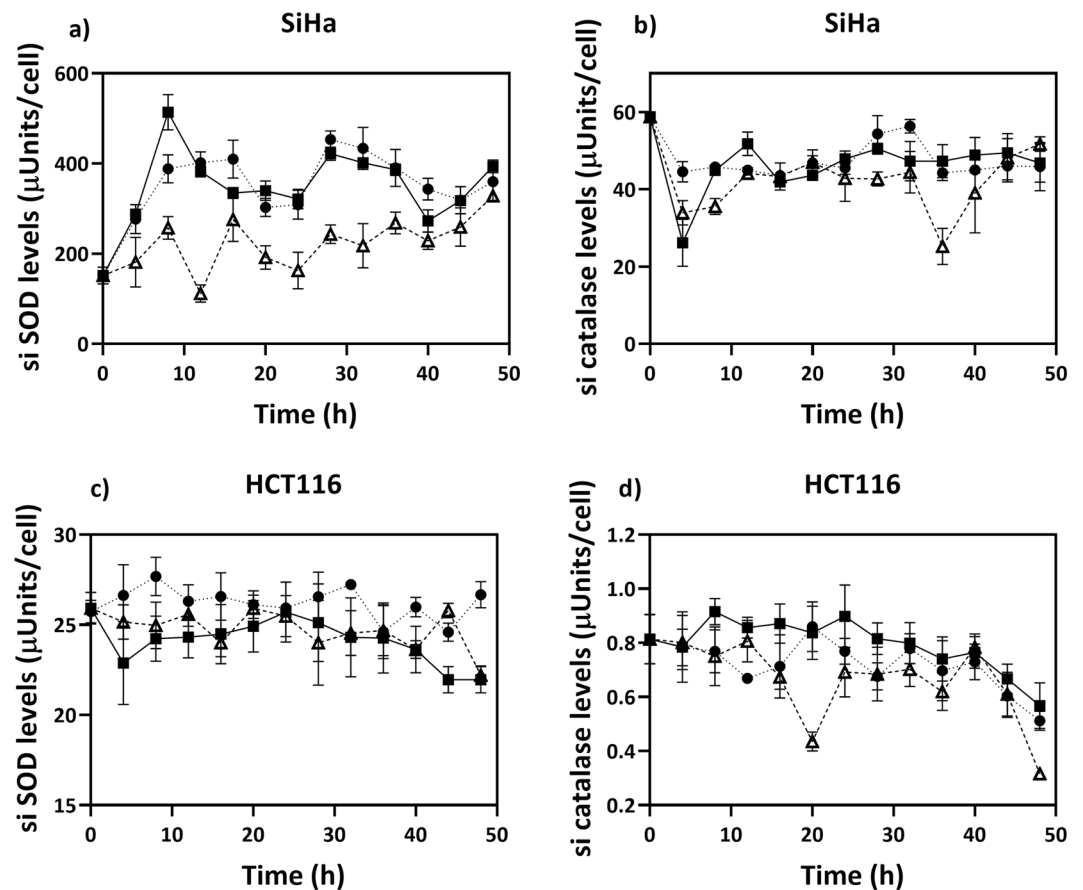 a)
SiHa
si SOD levels (μUnits/cell)
600
400
200
0
0 10 20 30 40 50
Time (h)
b)
SiHa
si catalase levels (μUnits/cell)
60
40
20
0
0 10 20 30 40 50
Time (h)
c)
HCT116
si SOD levels (μUnits/cell)
30
25
20
15
0 10 20 30 40 50
Time (h)
d)
HCT116
si catalase levels (μUnits/cell)
1.2
1.0
0.8
0.6
0.4
0.2
0 10 20 30 40 50
Time (h)